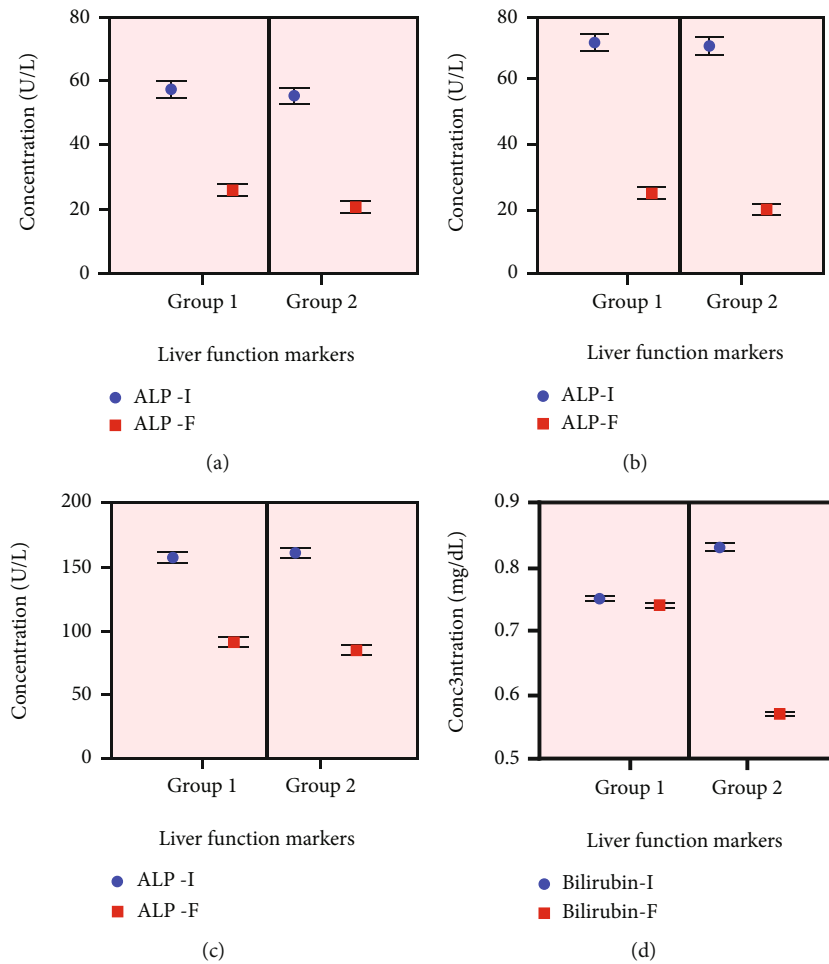 80
60
40
20
0
Concentration (U/L)
Group 1 Group 2
Liver function markers
ALP -I
ALP -F
(a)
80
60
40
20
0
Concentration (U/L)
Group 1 Group 2
Liver function markers
ALP-I
ALP-F
(b)
200
150
100
50
0
Concentration (U/L)
Group 1 Group 2
Liver function markers
ALP -I
ALP -F
(c)
0.9
0.8
0.7
0.6
0.5
Conc3ntration (mg/dL)
Group 1 Group 2
Liver function markers
Bilirubin-I
Bilirubin-F
(d)